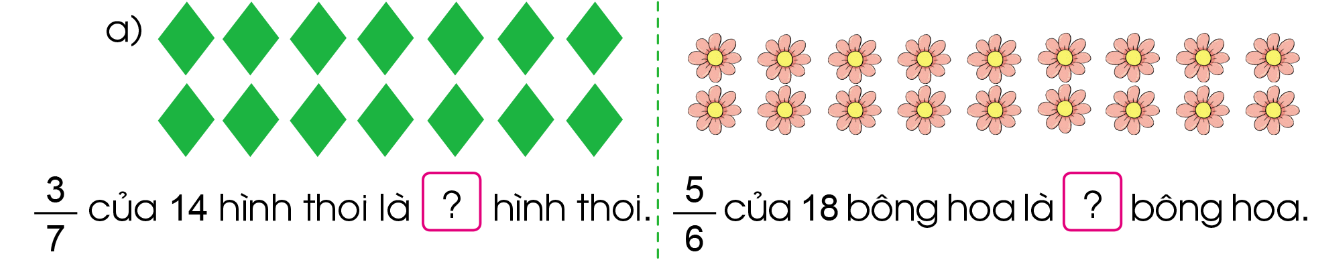 a)
3/7 của 14 hình thoi là ? hình thoi.
5/6 của 18 bông hoa là ? bông hoa.